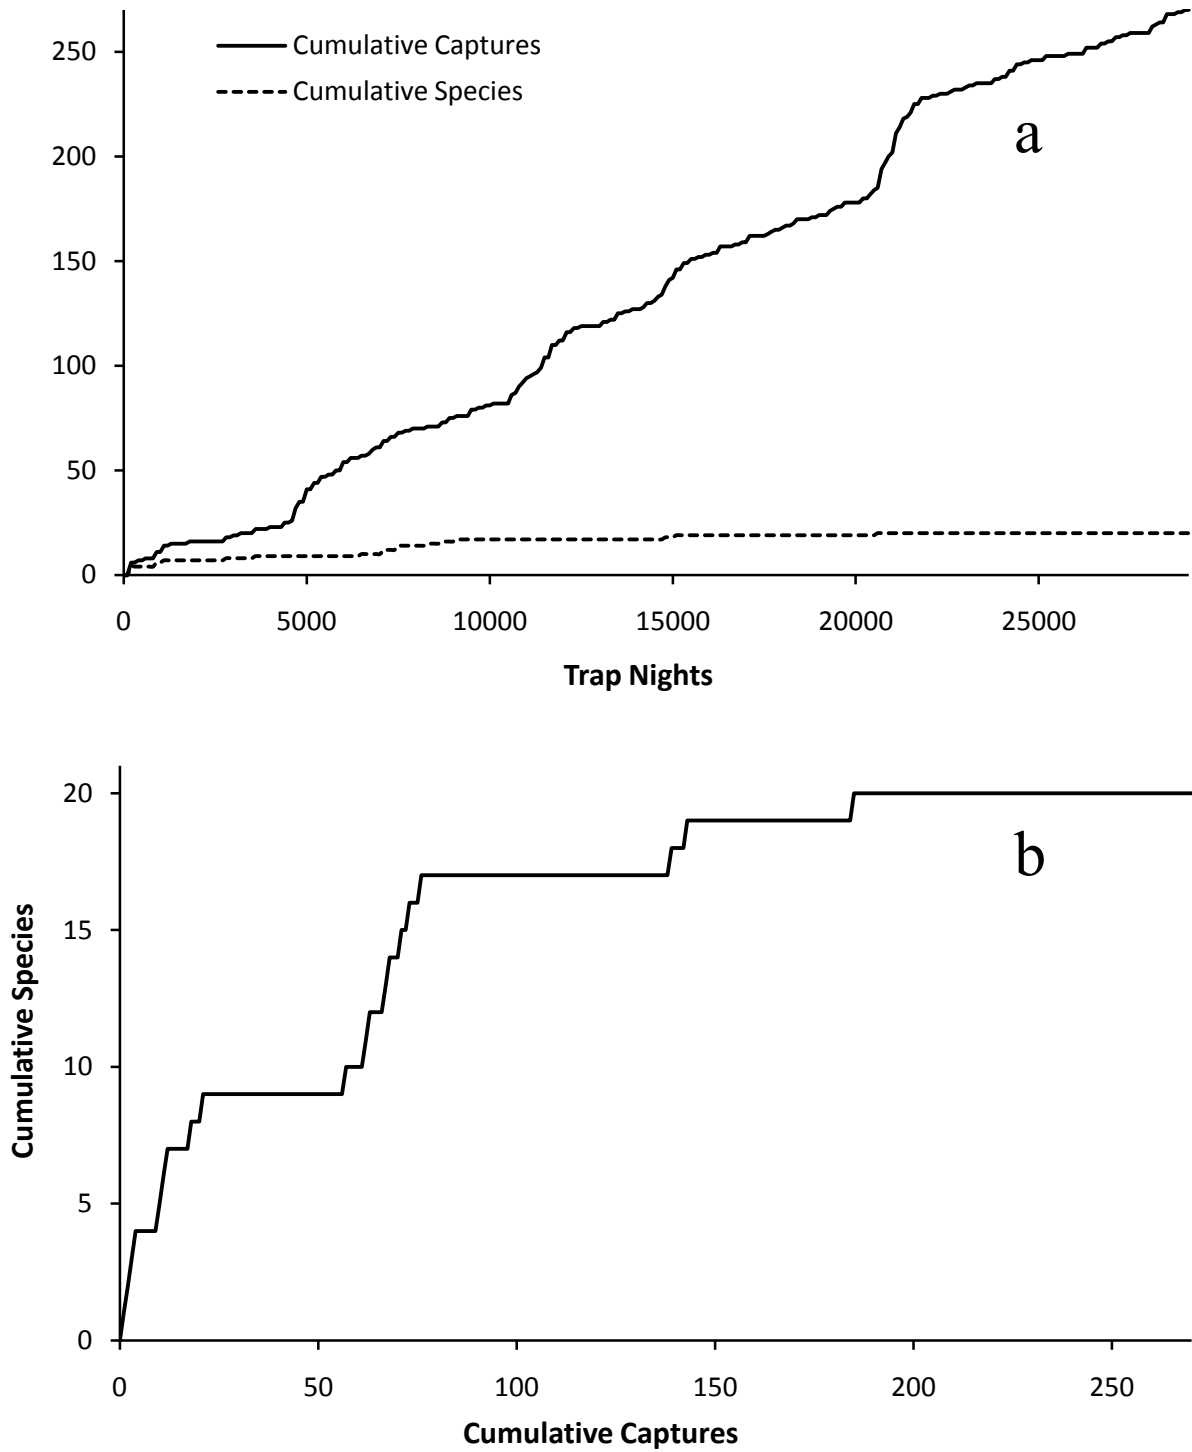 250
Cumulative Captures
Cumulative Species
a
200
150
100
50
0
0 5000 10000 15000 20000 25000
Trap Nights
20
b
15
10
5
0
Cumulative Species
0 50 100 150 200 250
Cumulative Captures